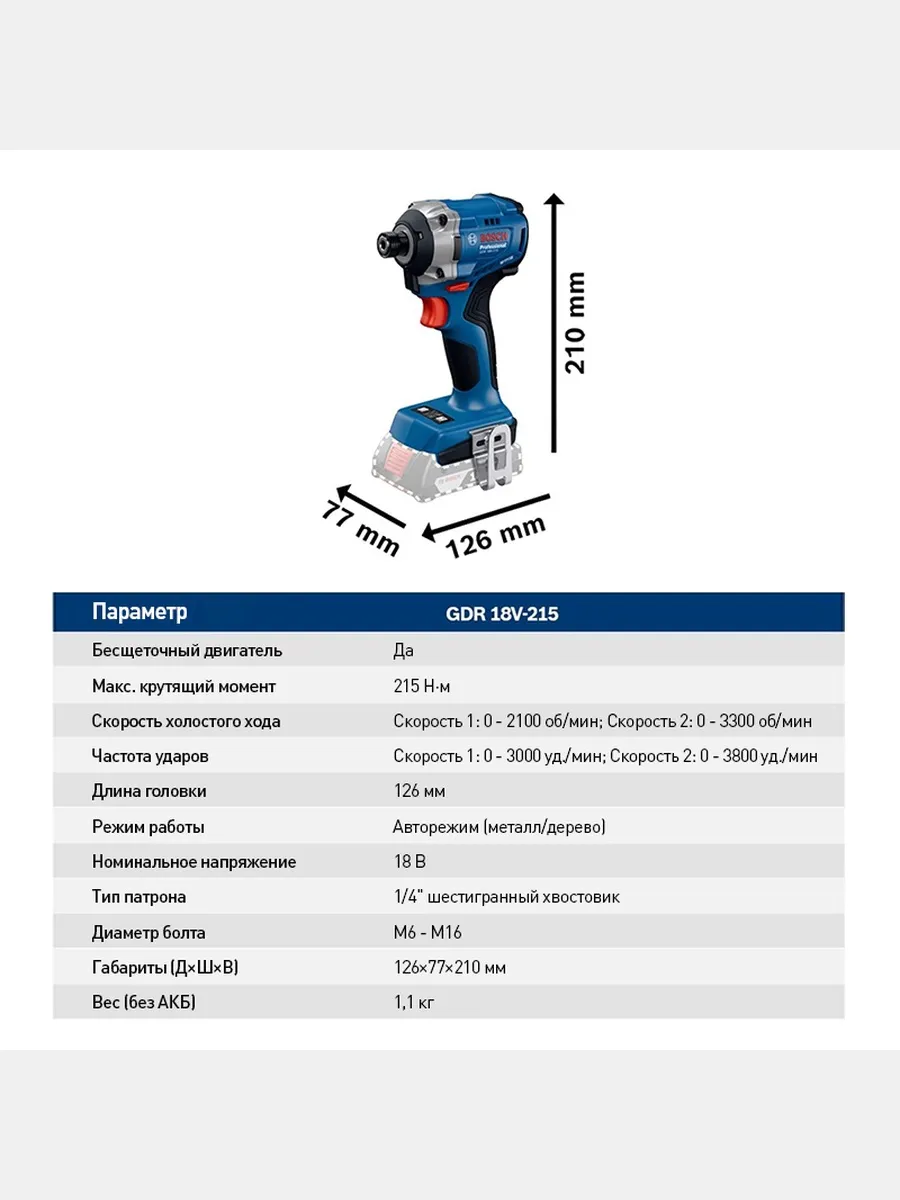 BOSCH
Professional
210 mm
77 mm
126 mm
Параметр GDR 18V-215
Бесщеточный двигатель Да
Макс. крутящий момент 215 Н·м
Скорость холостого хода Скорость 1: 0 - 2100 об/мин; Скорость 2: 0 - 3300 об/мин
Частота ударов Скорость 1: 0 - 3000 уд./мин; Скорость 2: 0 - 3800 уд./мин
Длина головки 126 мм
Режим работы Авторежим (металл/дерево)
Номинальное напряжение 18 В
Тип патрона 1/4" шестигранный хвостовик
Диаметр болта М6 - М16
Габариты (Д×Ш×В) 126×77×210 мм
Вес (без АКБ) 1,1 кг